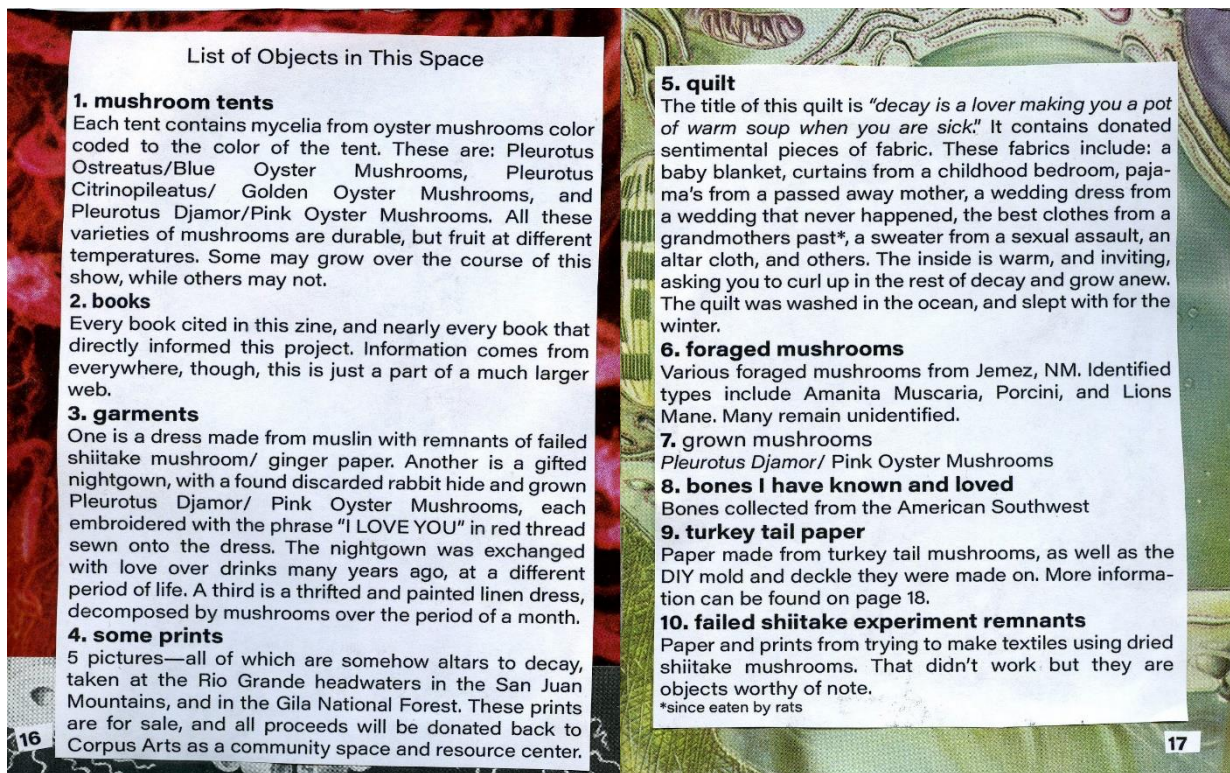 List of Objects in This Space
1. mushroom tents
Each tent contains mycelia from oyster mushrooms color
coded to the color of the tent. These are: Pleurotus
Ostreatus/Blue Oyster Mushrooms, Pleurotus
Citrinopileatus/ Golden Oyster Mushrooms, and
Pleurotus Djamor/Pink Oyster Mushrooms. All these
varieties of mushrooms are durable, but fruit at different
temperatures. Some may grow over the course of this
show, while others may not.
2. books
Every book cited in this zine, and nearly every book that
directly informed this project. Information comes from
everywhere, though, this is just a part of a much larger
web.
3. garments
One is a dress made from muslin with remnants of failed
shiitake mushroom/ ginger paper. Another is a gifted
nightgown, with a found discarded rabbit hide and grown
Pleurotus Djamor/ Pink Oyster Mushrooms, each
embroidered with the phrase “I LOVE YOU” in red thread
sewn onto the dress. The nightgown was exchanged
with love over drinks many years ago, at a different
period of life. A third is a thrifted and painted linen dress,
decomposed by mushrooms over the period of a month.
4. some prints
5 pictures—all of which are somehow altars to decay,
taken at the Rio Grande headwaters in the San Juan
Mountains, and in the Gila National Forest. These prints
are for sale, and all proceeds will be donated back to
Corpus Arts as a community space and resource center.
16
5. quilt
The title of this quilt is “decay is a lover making you a pot
of warm soup when you are sick.” It contains donated
sentimental pieces of fabric. These fabrics include: a
baby blanket, curtains from a childhood bedroom, paja-
ma’s from a passed away mother, a wedding dress from
a wedding that never happened, the best clothes from a
grandmothers past*, a sweater from a sexual assault, an
altar cloth, and others. The inside is warm, and inviting,
asking you to curl up in the rest of decay and grow anew.
The quilt was washed in the ocean, and slept with for the
winter.
6. foraged mushrooms
Various foraged mushrooms from Jemez, NM. Identified
types include Amanita Muscaria, Porcini, and Lions
Mane. Many remain unidentified.
7. grown mushrooms
Pleurotus Djamor/ Pink Oyster Mushrooms
8. bones I have known and loved
Bones collected from the American Southwest
9. turkey tail paper
Paper made from turkey tail mushrooms, as well as the
DIY mold and deckle they were made on. More informa-
tion can be found on page 18.
10. failed shiitake experiment remnants
Paper and prints from trying to make textiles using dried
shiitake mushrooms. That didn’t work but they are
objects worthy of note.
*since eaten by rats
17